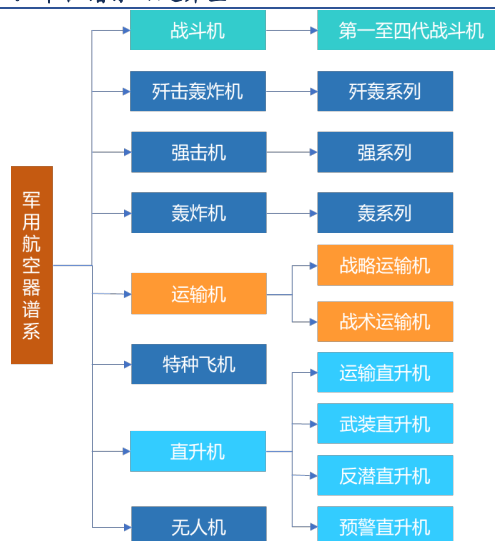 军用航空器谱系
战斗机
第一至四代战斗机
歼击轰炸机
歼轰系列
强击机
强系列
轰炸机
轰系列
运输机
战略运输机
战术运输机
特种飞机
直升机
运输直升机
武装直升机
反潜直升机
预警直升机
无人机